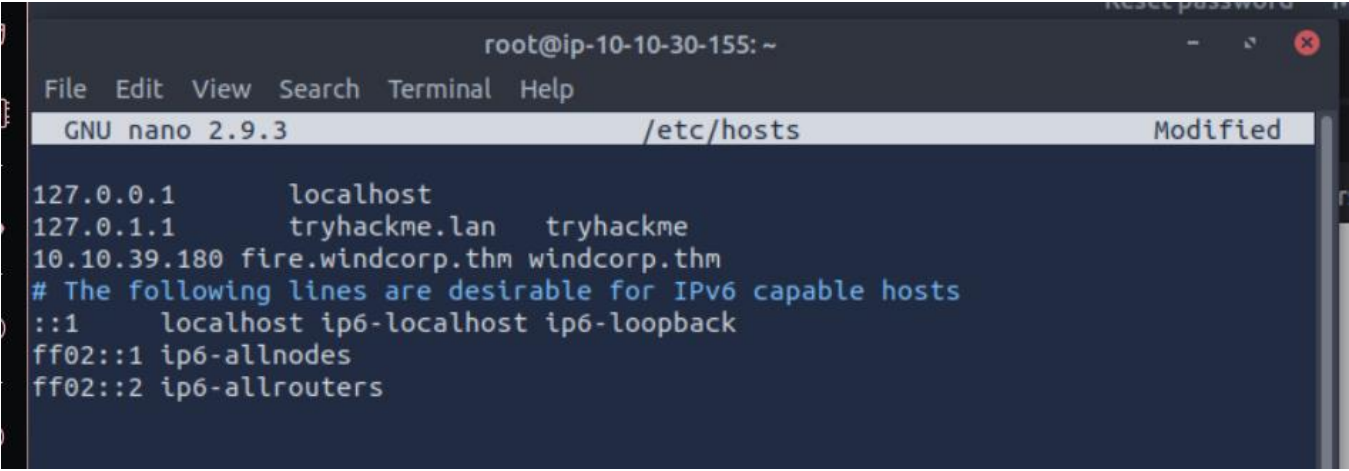 Reset password
root@ip-10-10-30-155: ~
File Edit View Search Terminal Help
GNU nano 2.9.3 /etc/hosts Modified
127.0.0.1 localhost
127.0.1.1 tryhackme.lan tryhackme
10.10.39.180 fire.windcorp.thm windcorp.thm
# The following lines are desirable for IPv6 capable hosts
::1 localhost ip6-localhost ip6-loopback
ff02::1 ip6-allnodes
ff02::2 ip6-allrouters